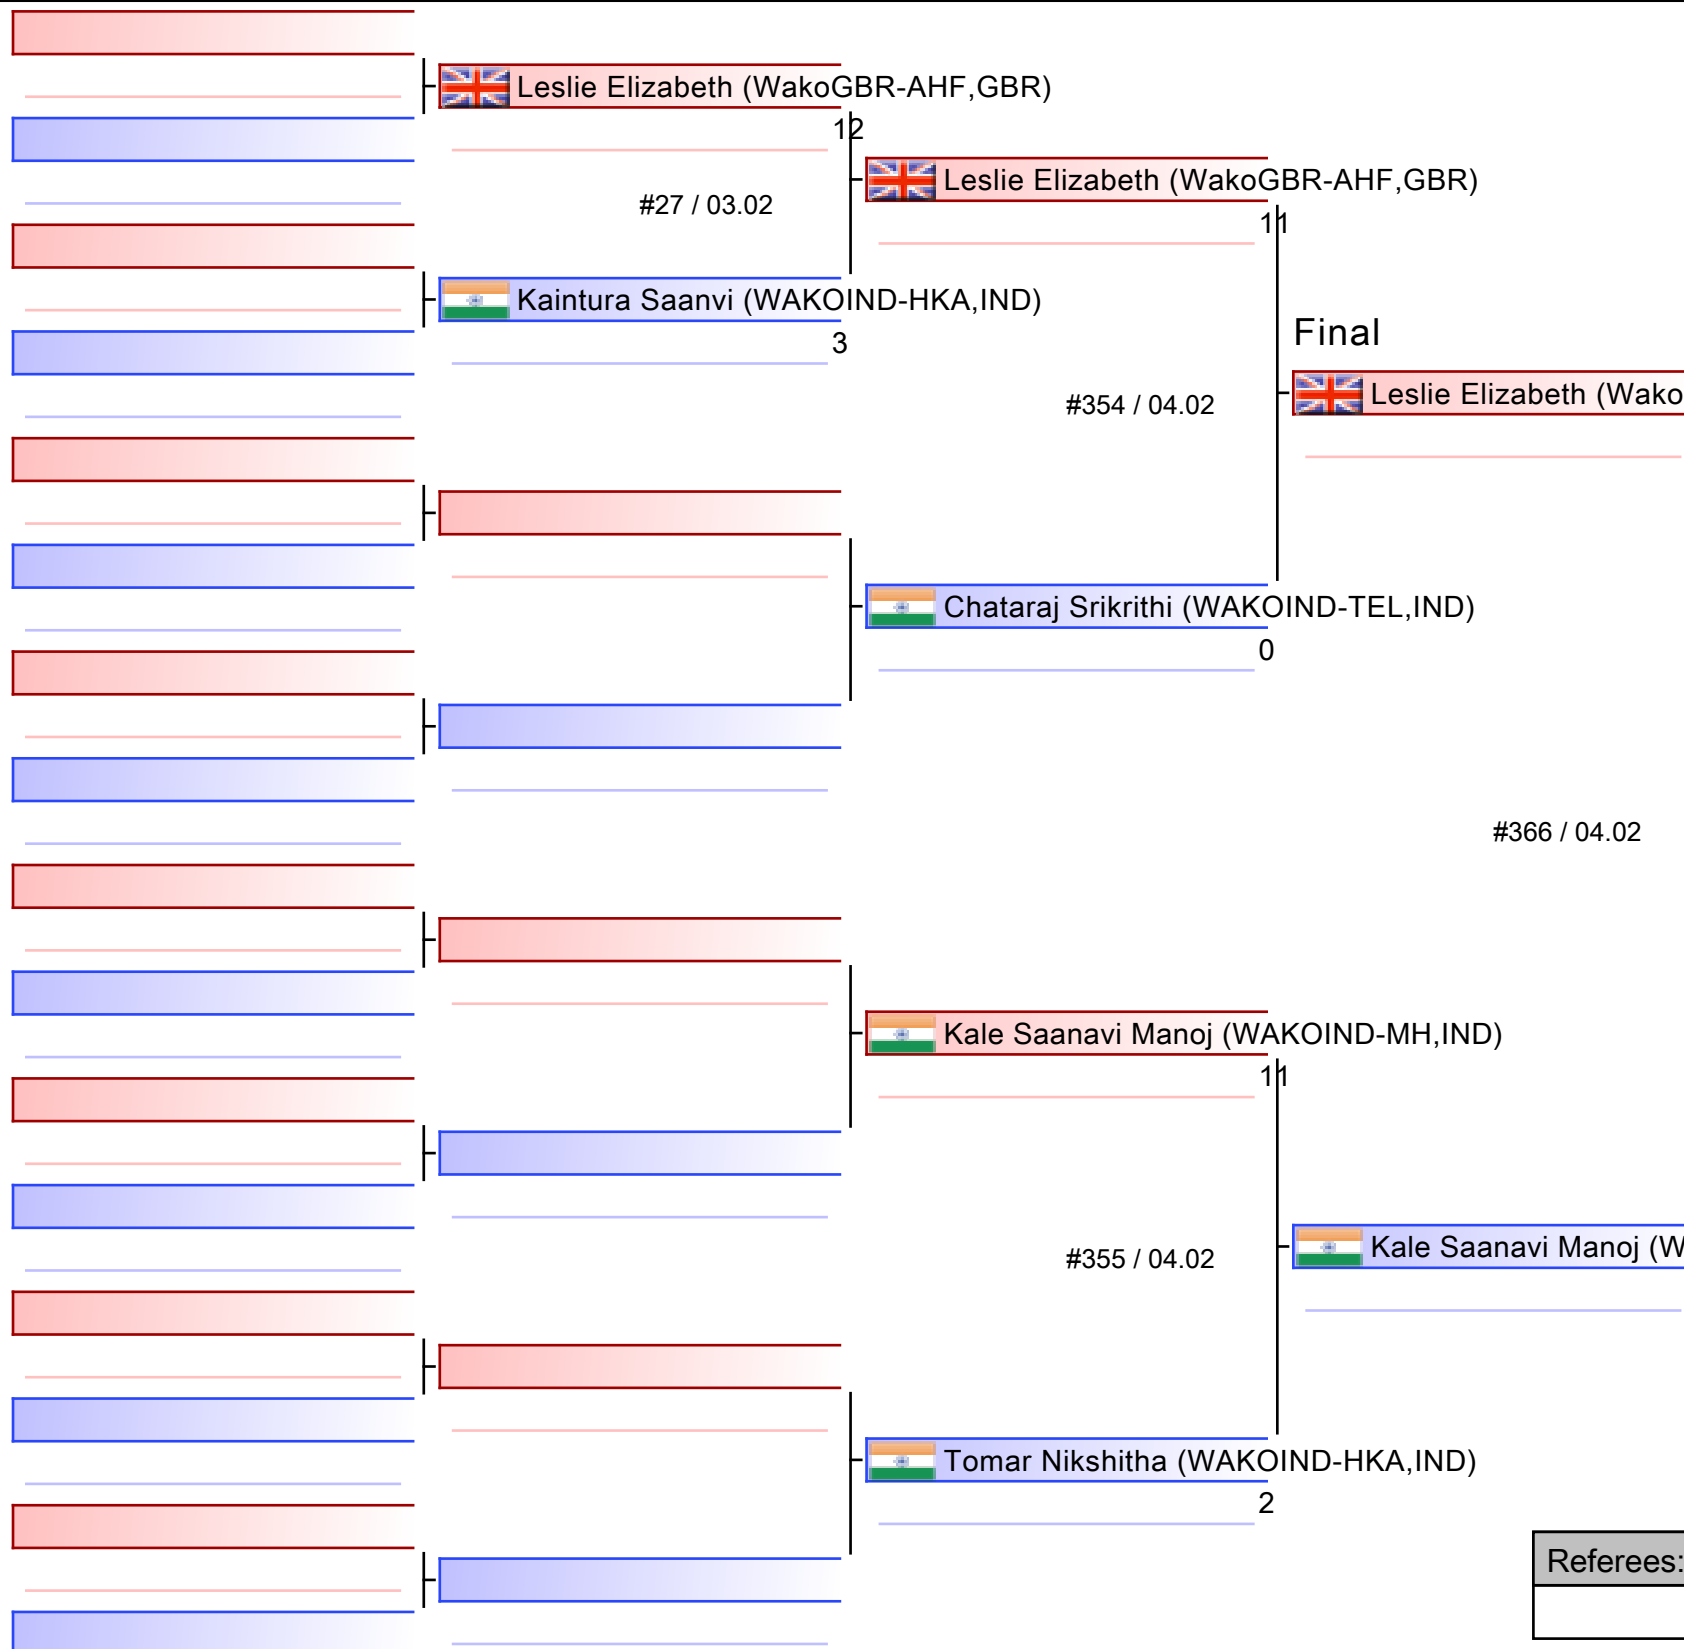 Leslie Elizabeth (WakoGBR-AHF,GBR)
12
#27 / 03.02
Kaintura Saanvi (WAKOIND-HKA,IND)
3
Leslie Elizabeth (WakoGBR-AHF,GBR)
11
#354 / 04.02
Chataraj Srikrithi (WAKOIND-TEL,IND)
0
Kale Saanavi Manoj (WAKOIND-MH,IND)
11
#355 / 04.02
Tomar Nikshitha (WAKOIND-HKA,IND)
2
Final
Leslie Elizabeth (Wako
#366 / 04.02
Kale Saanavi Manoj (W
Referees: